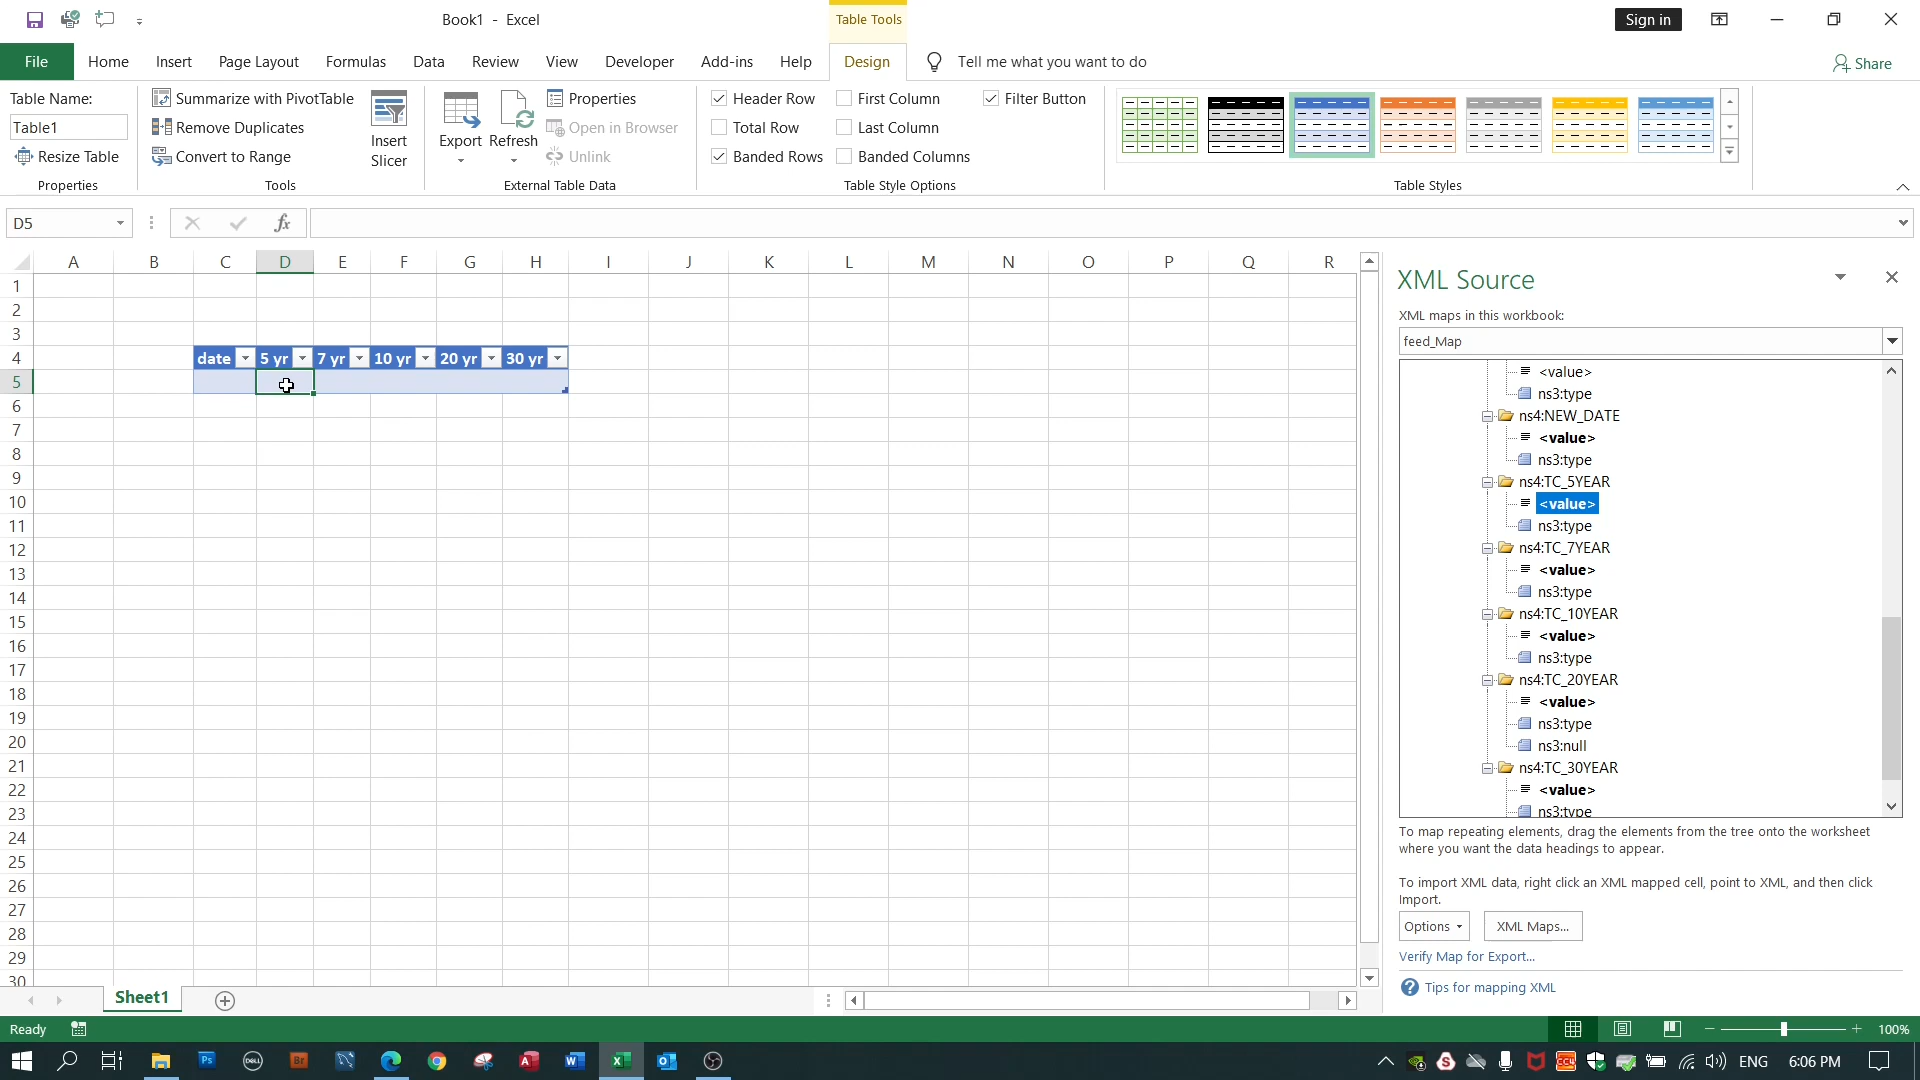 Book1 - Excel
Table Tools
Sign in
File
Home
Insert
Page Layout
Formulas
Data
Review
View
Developer
Add-ins
Help
Design
Tell me what you want to do
Share
Table Name:
Table1
Resize Table
Properties
Summarize with PivotTable
Remove Duplicates
Convert to Range
Tools
Insert
Slicer
Export
Refresh
Properties
Open in Browser
Unlink
External Table Data
Header Row
Total Row
Banded Rows
First Column
Last Column
Banded Columns
Filter Button
Table Style Options
Table Styles
D5
fx
A B C D E F G H I J K L M N O P Q R
1
2
3
4 date 5 yr 7 yr 10 yr 20 yr 30 yr
5
6
7
8
9
10
11
12
13
14
15
16
17
18
19
20
21
22
23
24
25
26
27
28
29
30
XML Source
XML maps in this workbook:
feed_Map
<value>
ns3:type
ns4:NEW_DATE
<value>
ns3:type
ns4:TC_5YEAR
<value>
ns3:type
ns4:TC_7YEAR
<value>
ns3:type
ns4:TC_10YEAR
<value>
ns3:type
ns4:TC_20YEAR
<value>
ns3:type
ns3:null
ns4:TC_30YEAR
<value>
ns3:type
To map repeating elements, drag the elements from the tree onto the worksheet
where you want the data headings to appear.
To import XML data, right click an XML mapped cell, point to XML, and then click
Import.
Options
XML Maps...
Verify Map for Export...
? Tips for mapping XML
Sheet1
Ready
100%
Ps
DELL
Br
A
W
X
O
S
CC4
ENG
6:06 PM